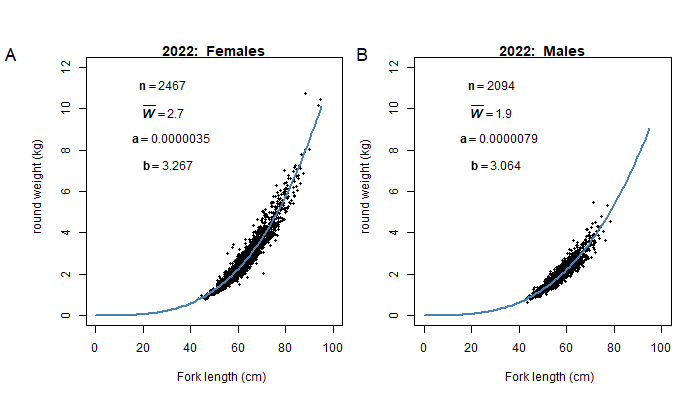 A
2022: Females
n = 2467
W = 2.7
a = 0.0000035
b = 3.267
12
10
8
6
4
2
0
round weight (kg)
0 20 40 60 80 100
Fork length (cm)
B
2022: Males
n = 2094
W = 1.9
a = 0.0000079
b = 3.064
12
10
8
6
4
2
0
round weight (kg)
0 20 40 60 80 100
Fork length (cm)